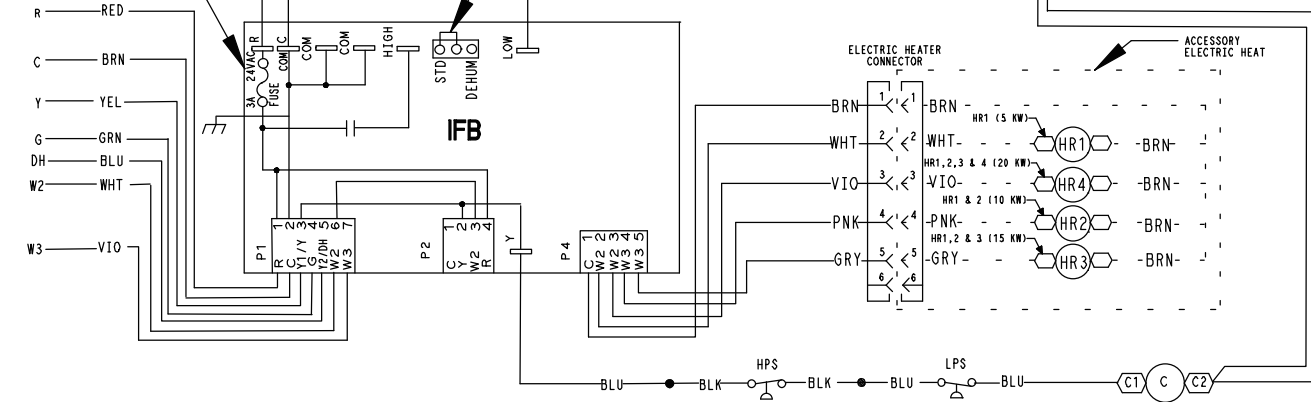 R RED
C BRN
Y YEL
G GRN
DH BLU
W2 WHT
W3 VIO
24VAC R
COM C
COM
COM
HIGH
STD
DEHUM
LOW
3A FUSE
IFB
P1
1 2 3 4 5 6 7
R
C
Y1/Y
G
Y2/DH
W2
W3
P2
1 2 3 4
C
Y
W2
R
Y
P4
1 2 3 4 5
C
W2
W2
W3
W3
ELECTRIC HEATER
CONNECTOR
ACCESSORY
ELECTRIC HEAT
BRN 1 1 BRN
HR1 (5 KW)
WHT 2 2 WHT HR1 BRN
HR1,2,3 & 4 (20 KW)
VIO 3 3 VIO HR4 BRN
HR1 & 2 (10 KW)
PNK 4 4 PNK HR2 BRN
HR1,2 & 3 (15 KW)
GRY 5 5 GRY HR3 BRN
6 6
HPS LPS
BLU BLK BLK BLU BLU C1 C C2